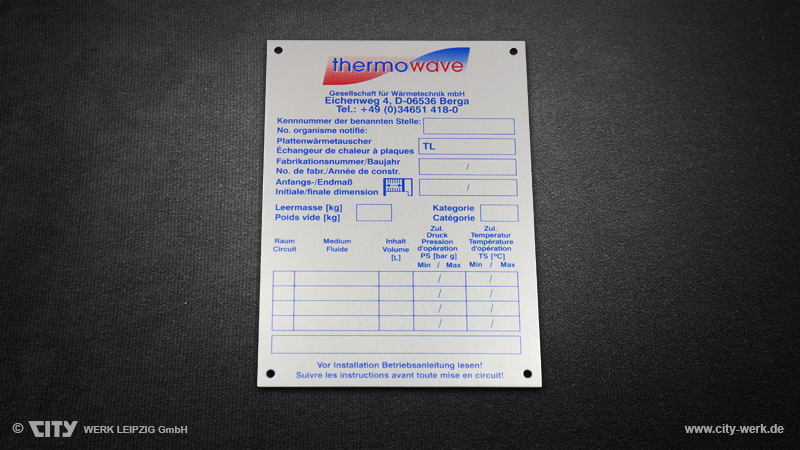 thermowave
Gesellschaft für Wärmetechnik mbH
Eichenweg 4, D-06536 Berga
Tel.: +49 (0)34651 418-0
Kennnummer der benannten Stelle:
No. organisme notifié:
Plattenwärmetauscher
Échangeur de chaleur à plaques
TL
Fabrikationsnummer/Baujahr
No. de fabr./Année de constr.
/
Anfangs-/Endmaß
Initiale/finale dimension
/
Leermasse [kg]
Poids vide [kg]
Kategorie
Catégorie
Raum
Circuit
Medium
Fluide
Inhalt
Volume
[L]
Zul.
Druck
Pression
d'opération
PS [bar g]
Min / Max
Zul.
Temperatur
Température
d'opération
TS [ºC]
Min / Max
/ /
/ /
/ /
/ /
Vor Installation Betriebsanleitung lesen!
Suivre les instructions avant toute mise en circuit!
© CITY WERK LEIPZIG GmbH
www.city-werk.de